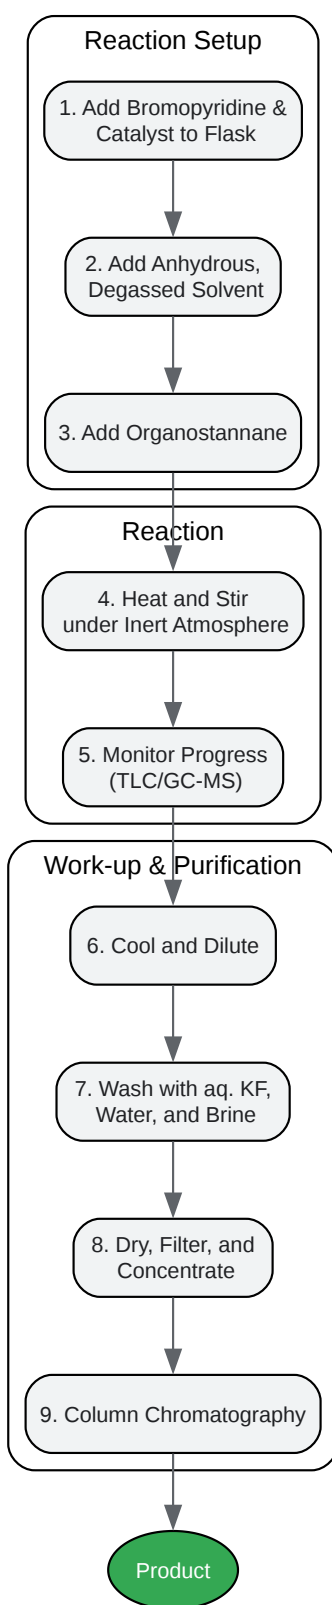 Reaction Setup
1. Add Bromopyridine &
Catalyst to Flask
2. Add Anhydrous,
Degassed Solvent
3. Add Organostannane
Reaction
4. Heat and Stir
under Inert Atmosphere
5. Monitor Progress
(TLC/GC-MS)
Work-up & Purification
6. Cool and Dilute
7. Wash with aq. KF,
Water, and Brine
8. Dry, Filter, and
Concentrate
9. Column Chromatography
Product